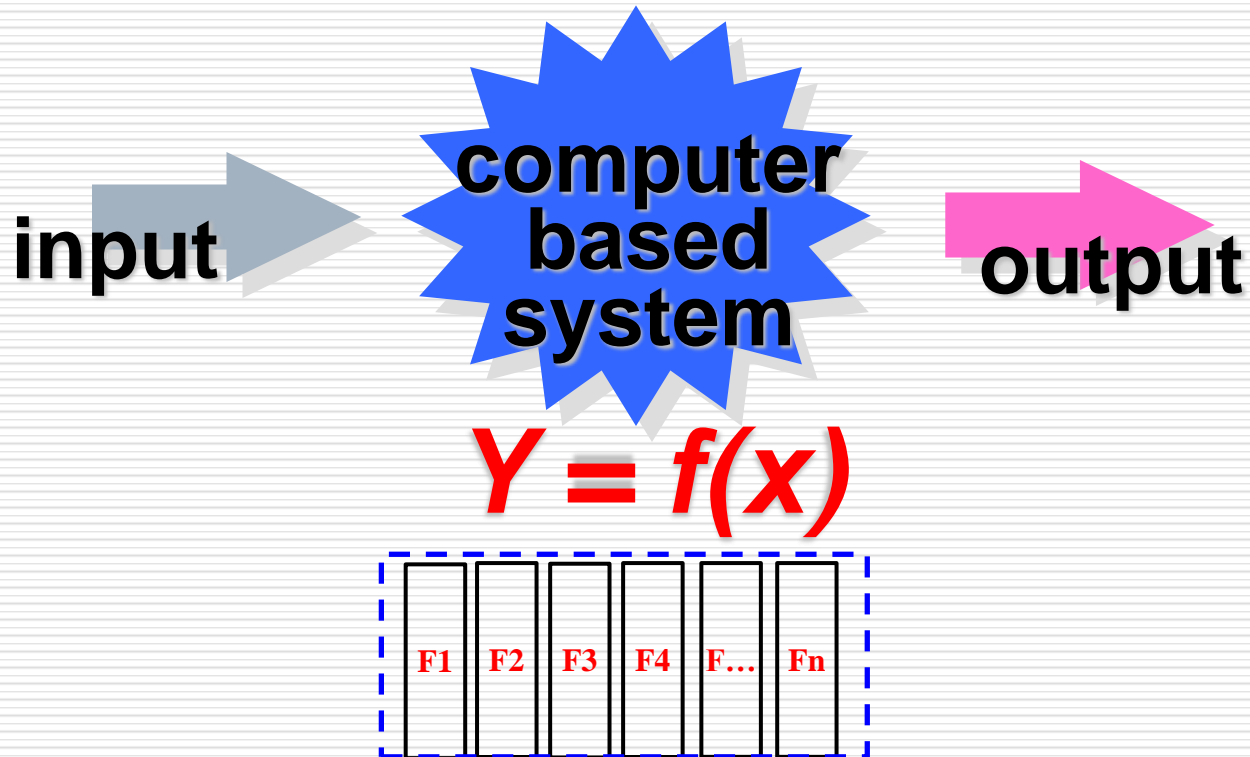 input
computer
based
system
output
Y = f(x)
F1 F2 F3 F4 F... Fn